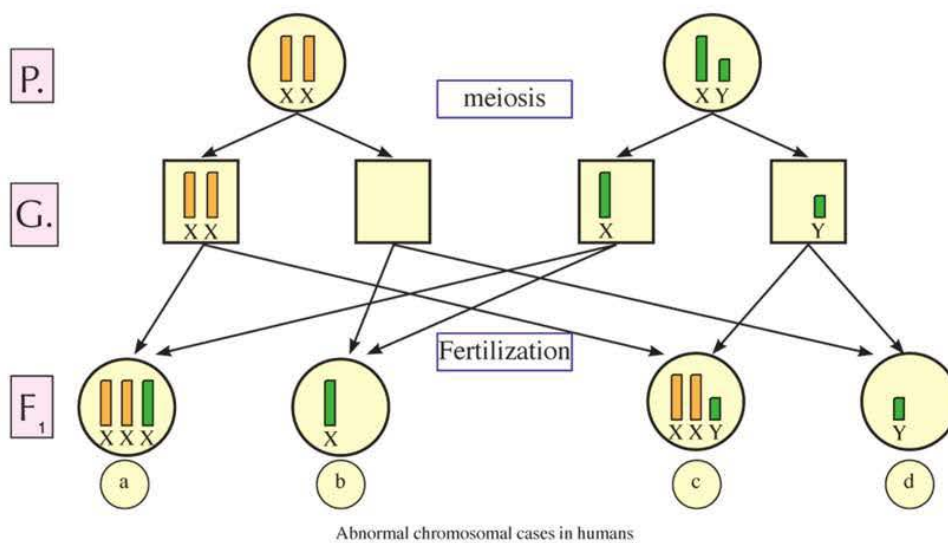 P.
X X
meiosis
X Y
G.
X X
X
Y
Fertilization
F1
X X X
X
X X Y
Y
a
b
c
d
Abnormal chromosomal cases in humans